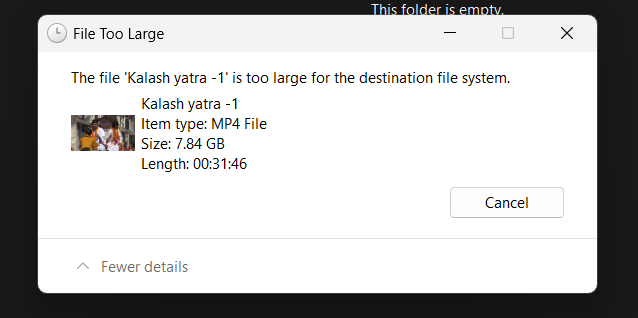 This folder is empty.
File Too Large
The file 'Kalash yatra -1' is too large for the destination file system.
Kalash yatra -1
Item type: MP4 File
Size: 7.84 GB
Length: 00:31:46
Cancel
Fewer details